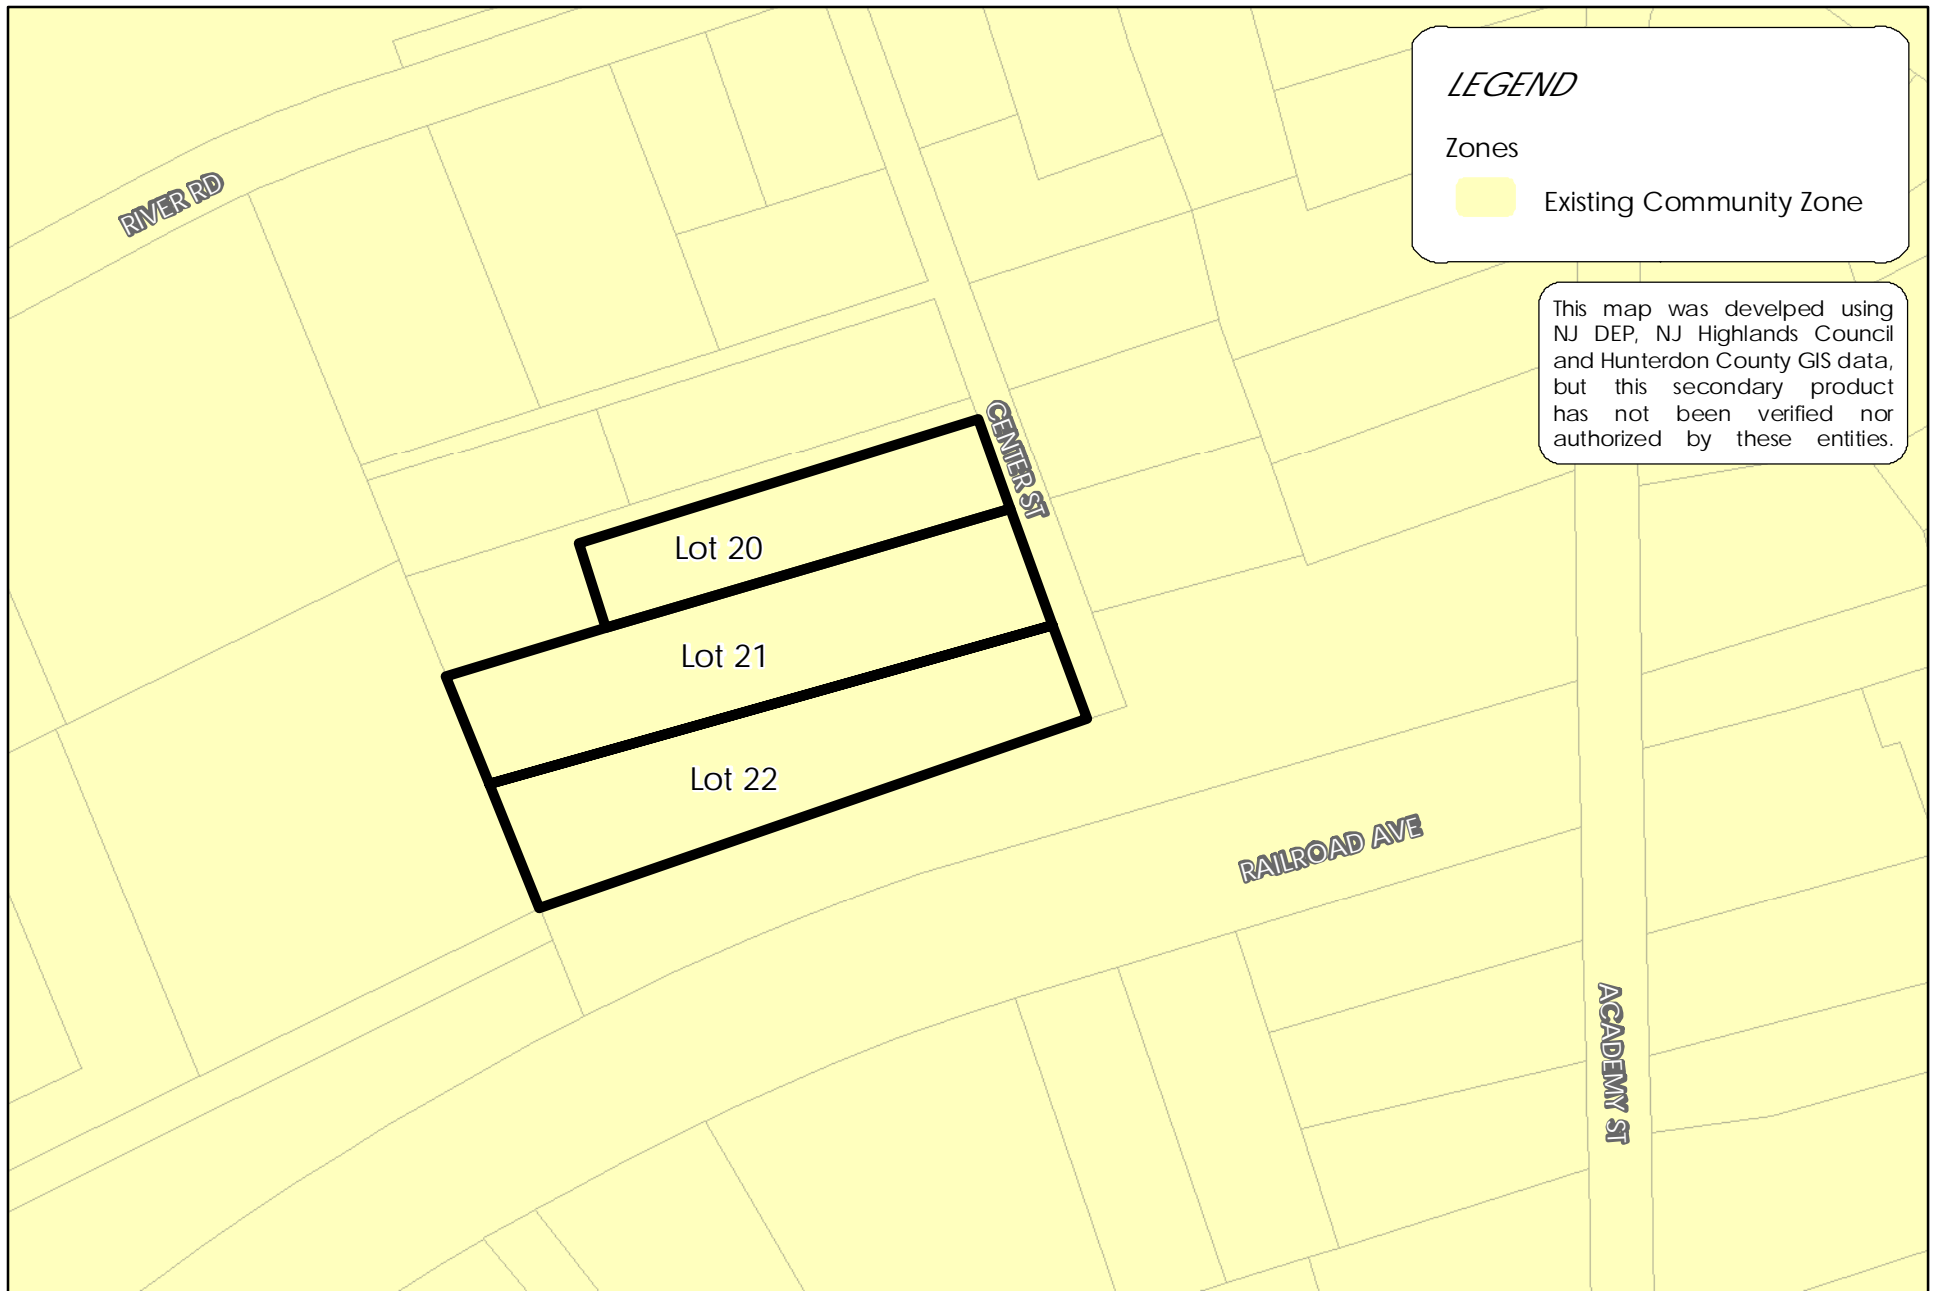 LEGEND
Zones
Existing Community Zone
This map was develped using
NJ DEP, NJ Highlands Council
and Hunterdon County GIS data,
but this secondary product
has not been verified nor
authorized by these entities.
RIVER RD
CENTER ST
Lot 20
Lot 21
Lot 22
RAILROAD AVE
ACADEMY ST